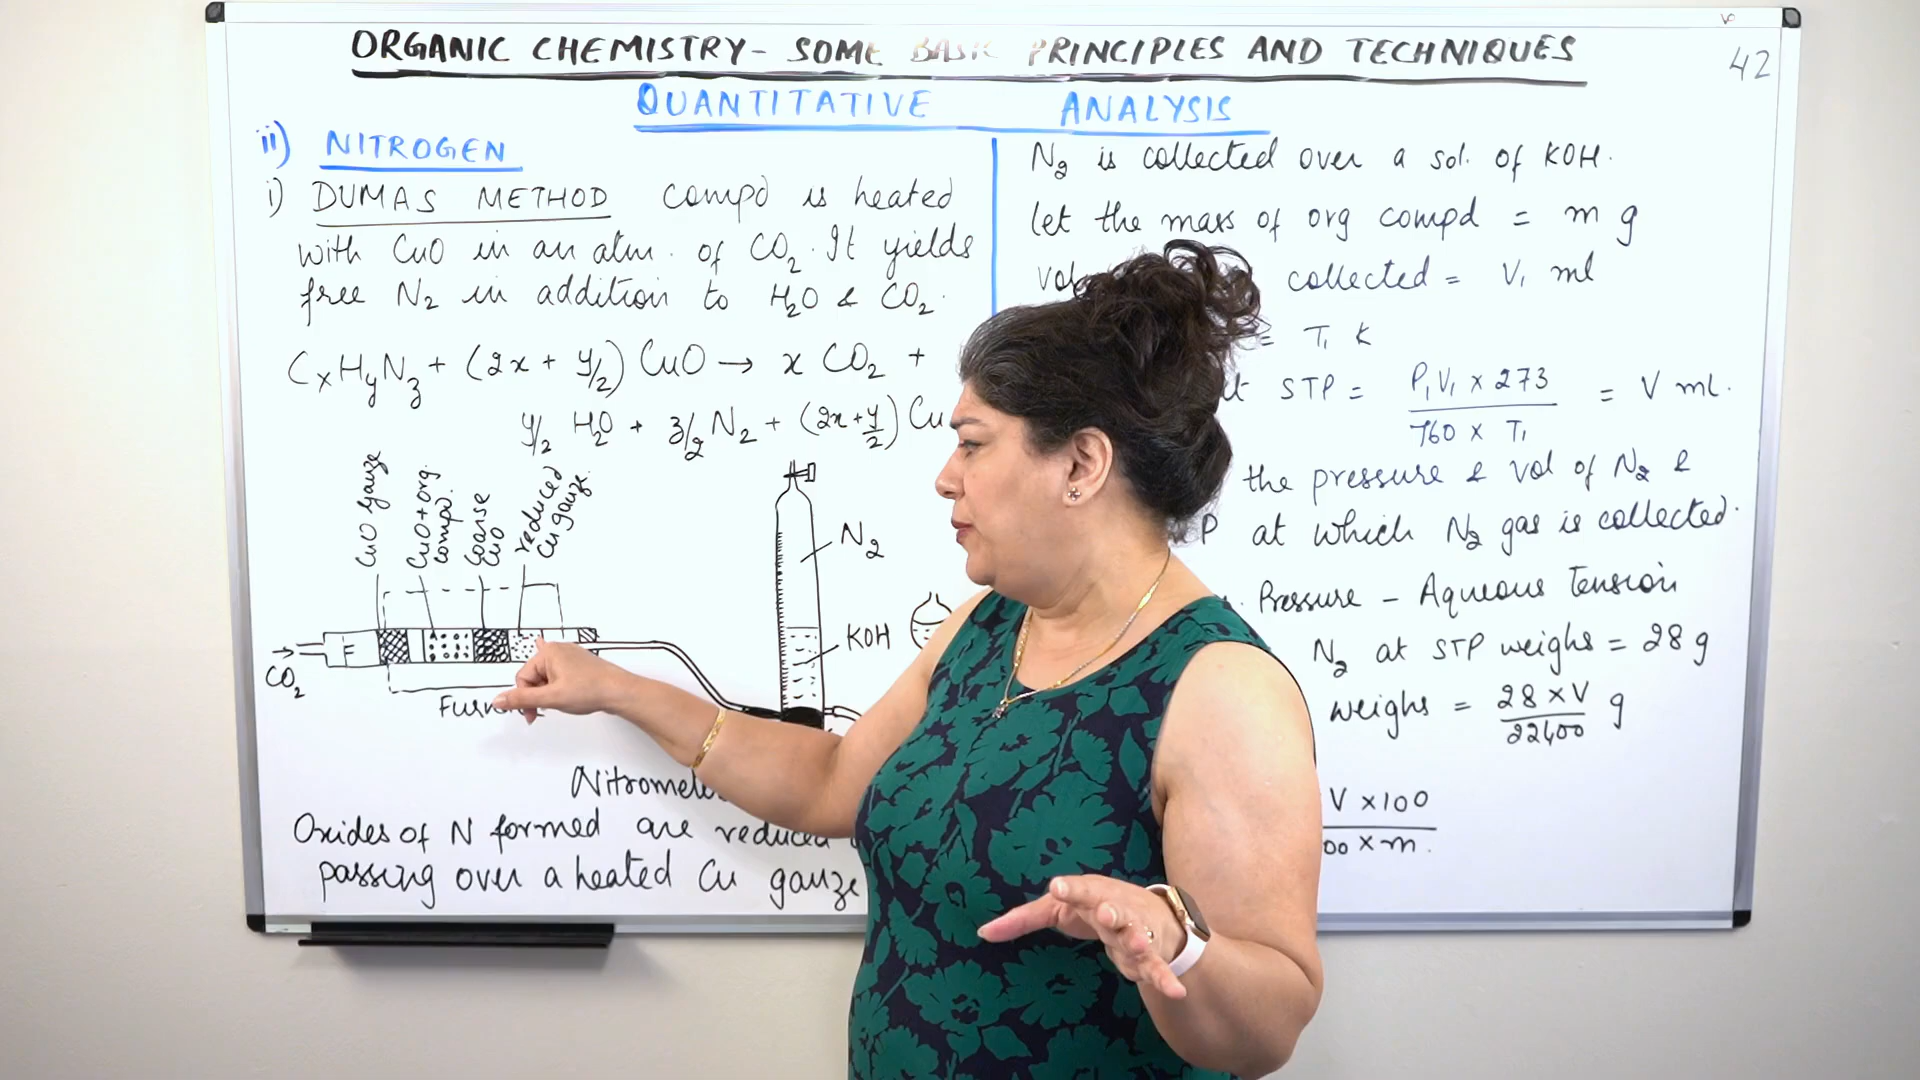 ORGANIC CHEMISTRY - SOME BASIC PRINCIPLES AND TECHNIQUES
42
QUANTITATIVE ANALYSIS
ii) NITROGEN
i) DUMAS METHOD compd is heated
with CuO in an atm. of CO2. It yields
free N2 in addition to H2O & CO2.
CxHyNz + (2x + y/2) CuO → x CO2 +
y/2 H2O + z/2 N2 + (2x + y/2) Cu
CuO gauze
CuO + org compd.
Coarse CuO
reduced Cu gauze.
CO2
N2
KOH
Oxides of N formed are reduced
passing over a heated Cu gauze
N2 is collected over a sol. of KOH.
let the mass of org compd = m g
vol collected = V1 ml
= T1 K
STP = P1V1 x 273 / 760 x T1 = V ml.
the pressure & vol of N2 &
P at which N2 gas is collected.
Pressure - Aqueous Tension
N2 at STP weighs = 28 g
weighs = 28 x V / 22400 g
V x 100
00 x m.